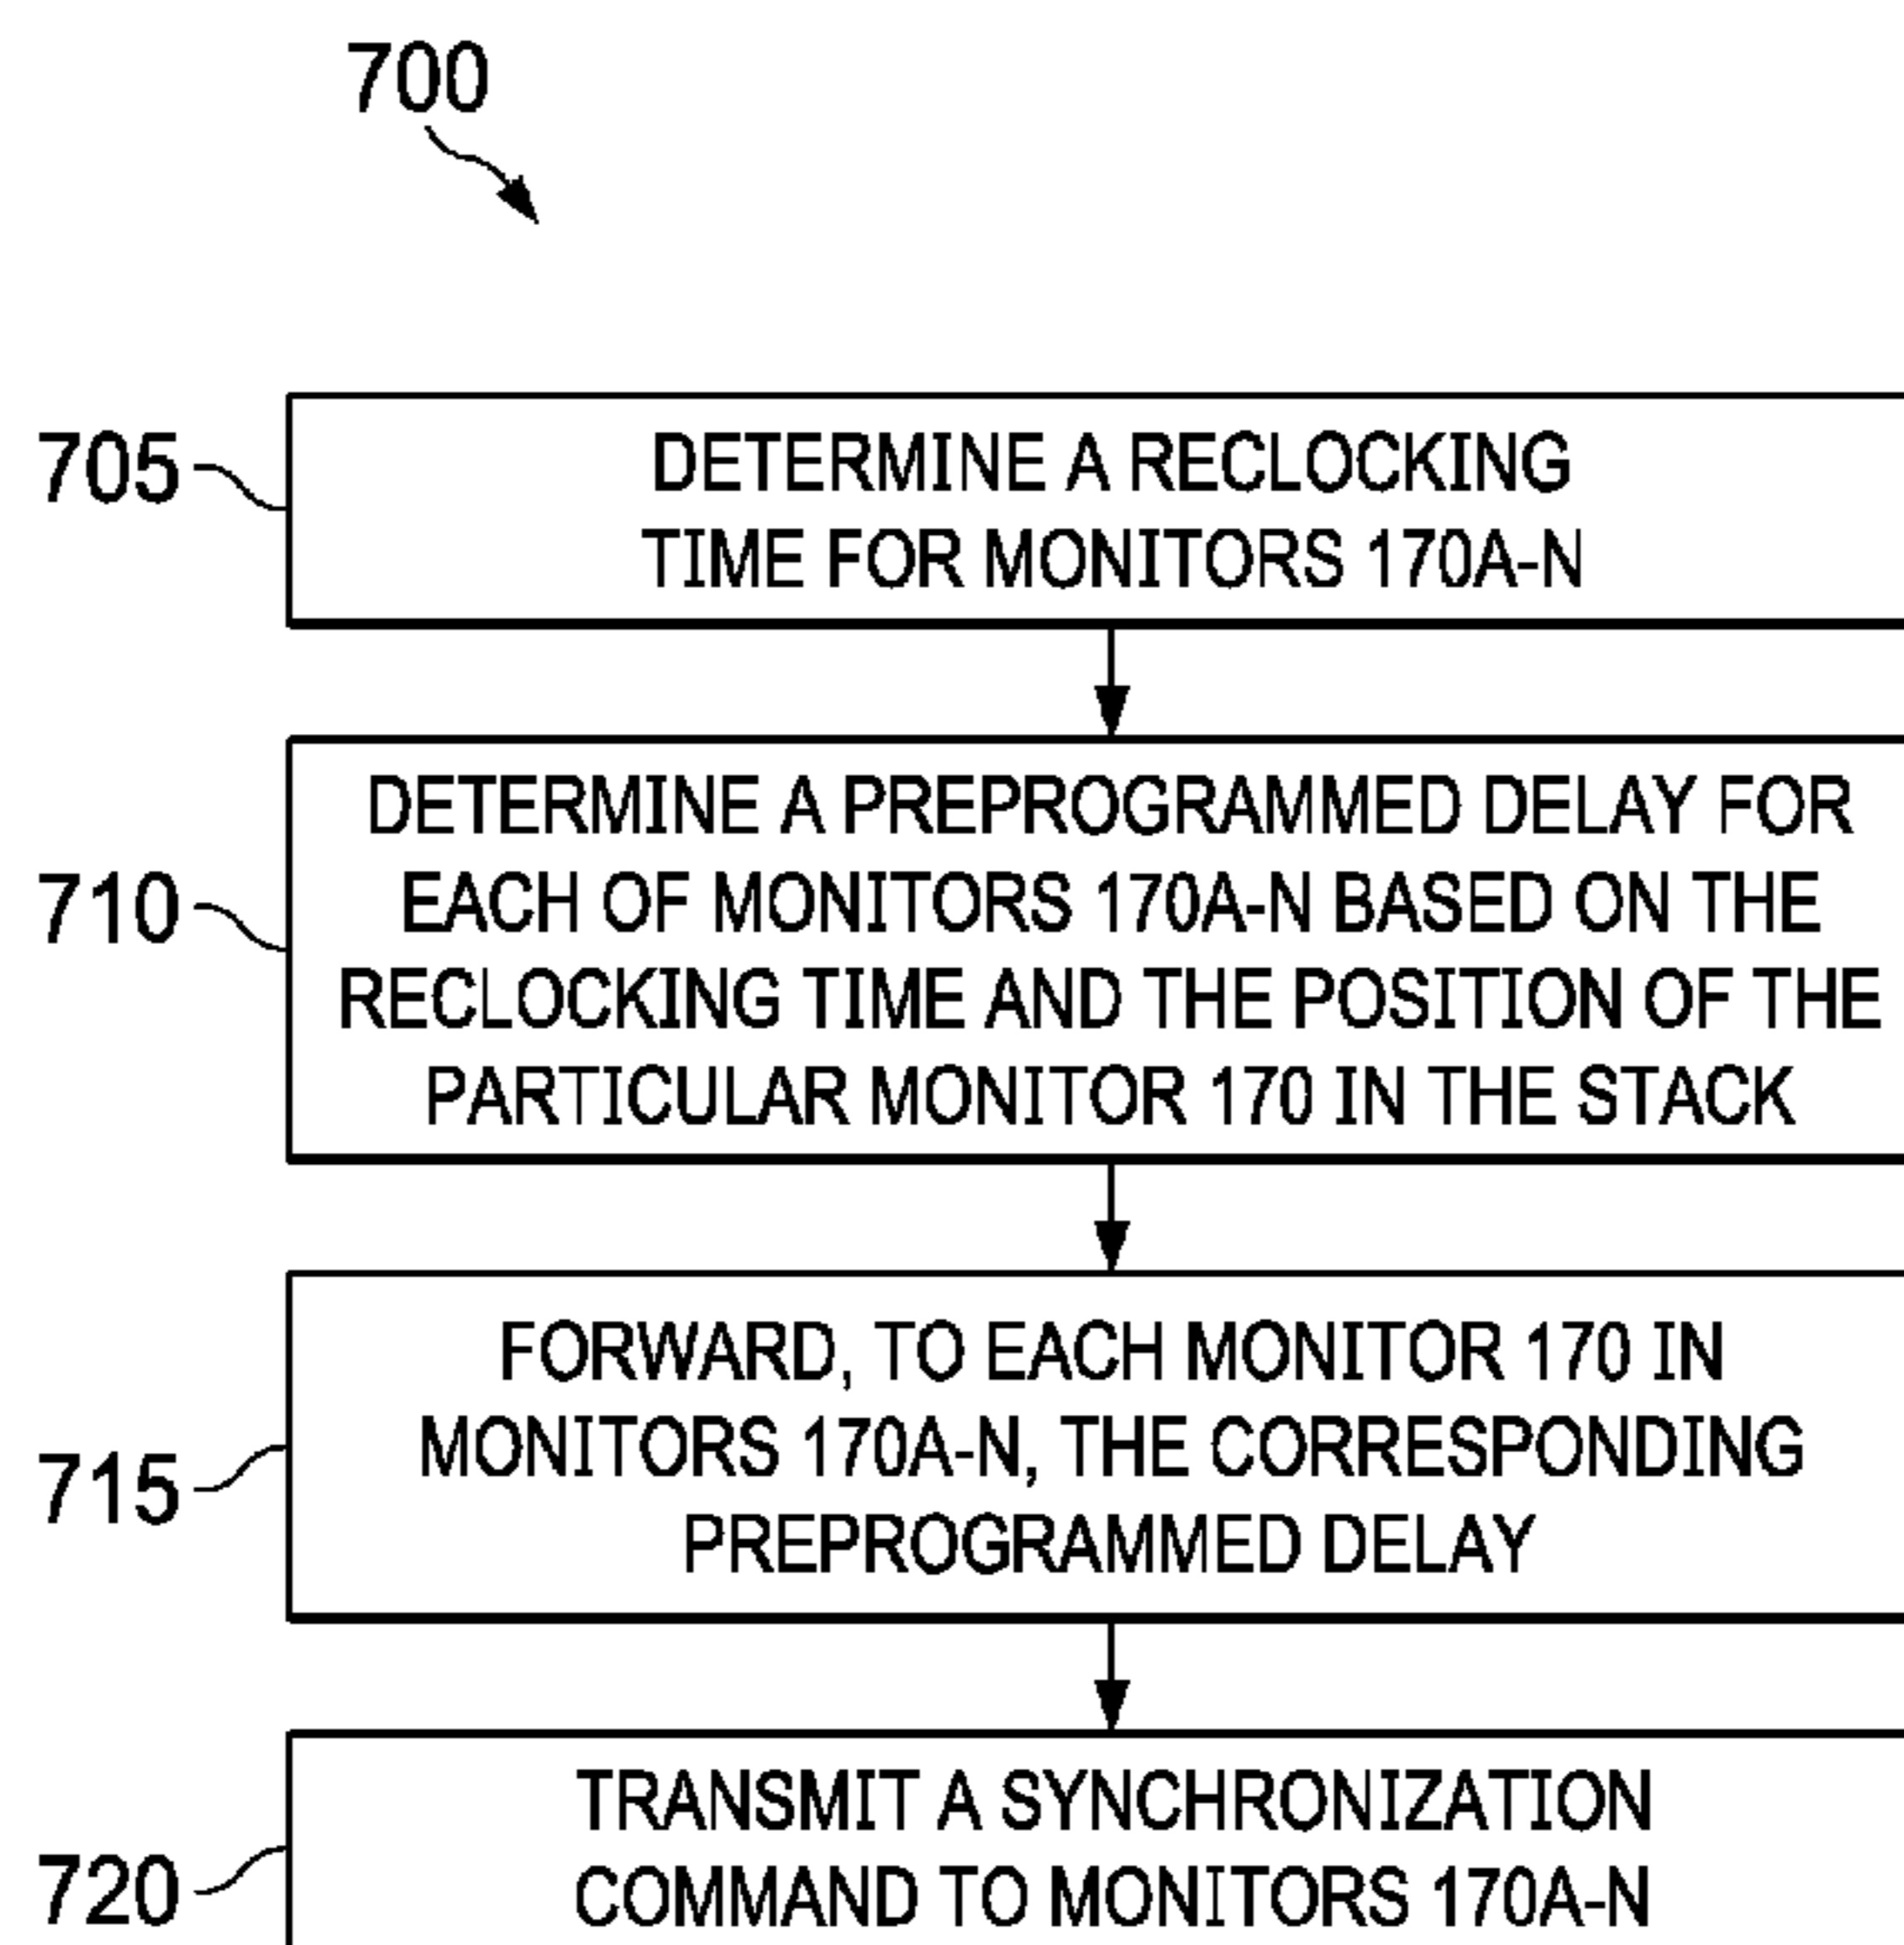 700
705
DETERMINE A RECLOCKING
TIME FOR MONITORS 170A-N
710
DETERMINE A PREPROGRAMMED DELAY FOR
EACH OF MONITORS 170A-N BASED ON THE
RECLOCKING TIME AND THE POSITION OF THE
PARTICULAR MONITOR 170 IN THE STACK
715
FORWARD, TO EACH MONITOR 170 IN
MONITORS 170A-N, THE CORRESPONDING
PREPROGRAMMED DELAY
720
TRANSMIT A SYNCHRONIZATION
COMMAND TO MONITORS 170A-N